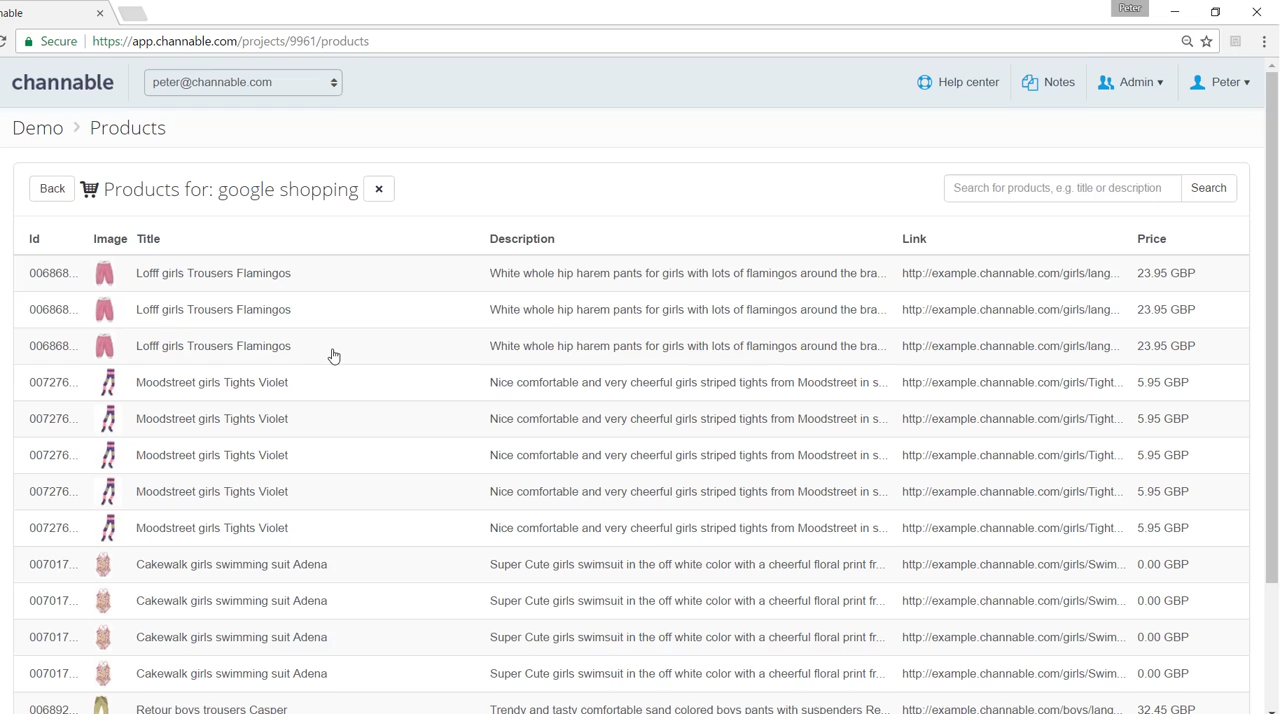 nable
Peter
Secure https://app.channable.com/projects/9961/products
channable peter@channable.com Help center Notes Admin Peter
Demo > Products
Back Products for: google shopping × Search for products, e.g. title or description Search
Id Image Title Description Link Price
006868... Lofff girls Trousers Flamingos White whole hip harem pants for girls with lots of flamingos around the bra... http://example.channable.com/girls/lang... 23.95 GBP
006868... Lofff girls Trousers Flamingos White whole hip harem pants for girls with lots of flamingos around the bra... http://example.channable.com/girls/lang... 23.95 GBP
006868... Lofff girls Trousers Flamingos White whole hip harem pants for girls with lots of flamingos around the bra... http://example.channable.com/girls/lang... 23.95 GBP
007276... Moodstreet girls Tights Violet Nice comfortable and very cheerful girls striped tights from Moodstreet in s... http://example.channable.com/girls/Tight... 5.95 GBP
007276... Moodstreet girls Tights Violet Nice comfortable and very cheerful girls striped tights from Moodstreet in s... http://example.channable.com/girls/Tight... 5.95 GBP
007276... Moodstreet girls Tights Violet Nice comfortable and very cheerful girls striped tights from Moodstreet in s... http://example.channable.com/girls/Tight... 5.95 GBP
007276... Moodstreet girls Tights Violet Nice comfortable and very cheerful girls striped tights from Moodstreet in s... http://example.channable.com/girls/Tight... 5.95 GBP
007276... Moodstreet girls Tights Violet Nice comfortable and very cheerful girls striped tights from Moodstreet in s... http://example.channable.com/girls/Tight... 5.95 GBP
007017... Cakewalk girls swimming suit Adena Super Cute girls swimsuit in the off white color with a cheerful floral print fr... http://example.channable.com/girls/Swim... 0.00 GBP
007017... Cakewalk girls swimming suit Adena Super Cute girls swimsuit in the off white color with a cheerful floral print fr... http://example.channable.com/girls/Swim... 0.00 GBP
007017... Cakewalk girls swimming suit Adena Super Cute girls swimsuit in the off white color with a cheerful floral print fr... http://example.channable.com/girls/Swim... 0.00 GBP
007017... Cakewalk girls swimming suit Adena Super Cute girls swimsuit in the off white color with a cheerful floral print fr... http://example.channable.com/girls/Swim... 0.00 GBP
006892... Retour boys trousers Casper Trendy and tasty comfortable sand colored boys pants with suspenders Re... http://example.channable.com/boys/lang... 32.45 GBP